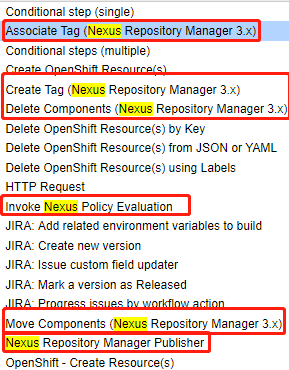 Conditional step (single)
Associate Tag (Nexus Repository Manager 3.x)
Conditional steps (multiple)
Create OpenShift Resource(s)
Create Tag (Nexus Repository Manager 3.x)
Delete Components (Nexus Repository Manager 3.x)
Delete OpenShift Resource(s) by Key
Delete OpenShift Resource(s) from JSON or YAML
Delete OpenShift Resource(s) using Labels
HTTP Request
Invoke Nexus Policy Evaluation
JIRA: Add related environment variables to build
JIRA: Create new version
JIRA: Issue custom field updater
JIRA: Mark a version as Released
JIRA: Progress issues by workflow action
Move Components (Nexus Repository Manager 3.x)
Nexus Repository Manager Publisher
OpenShift - Create Resource(s)